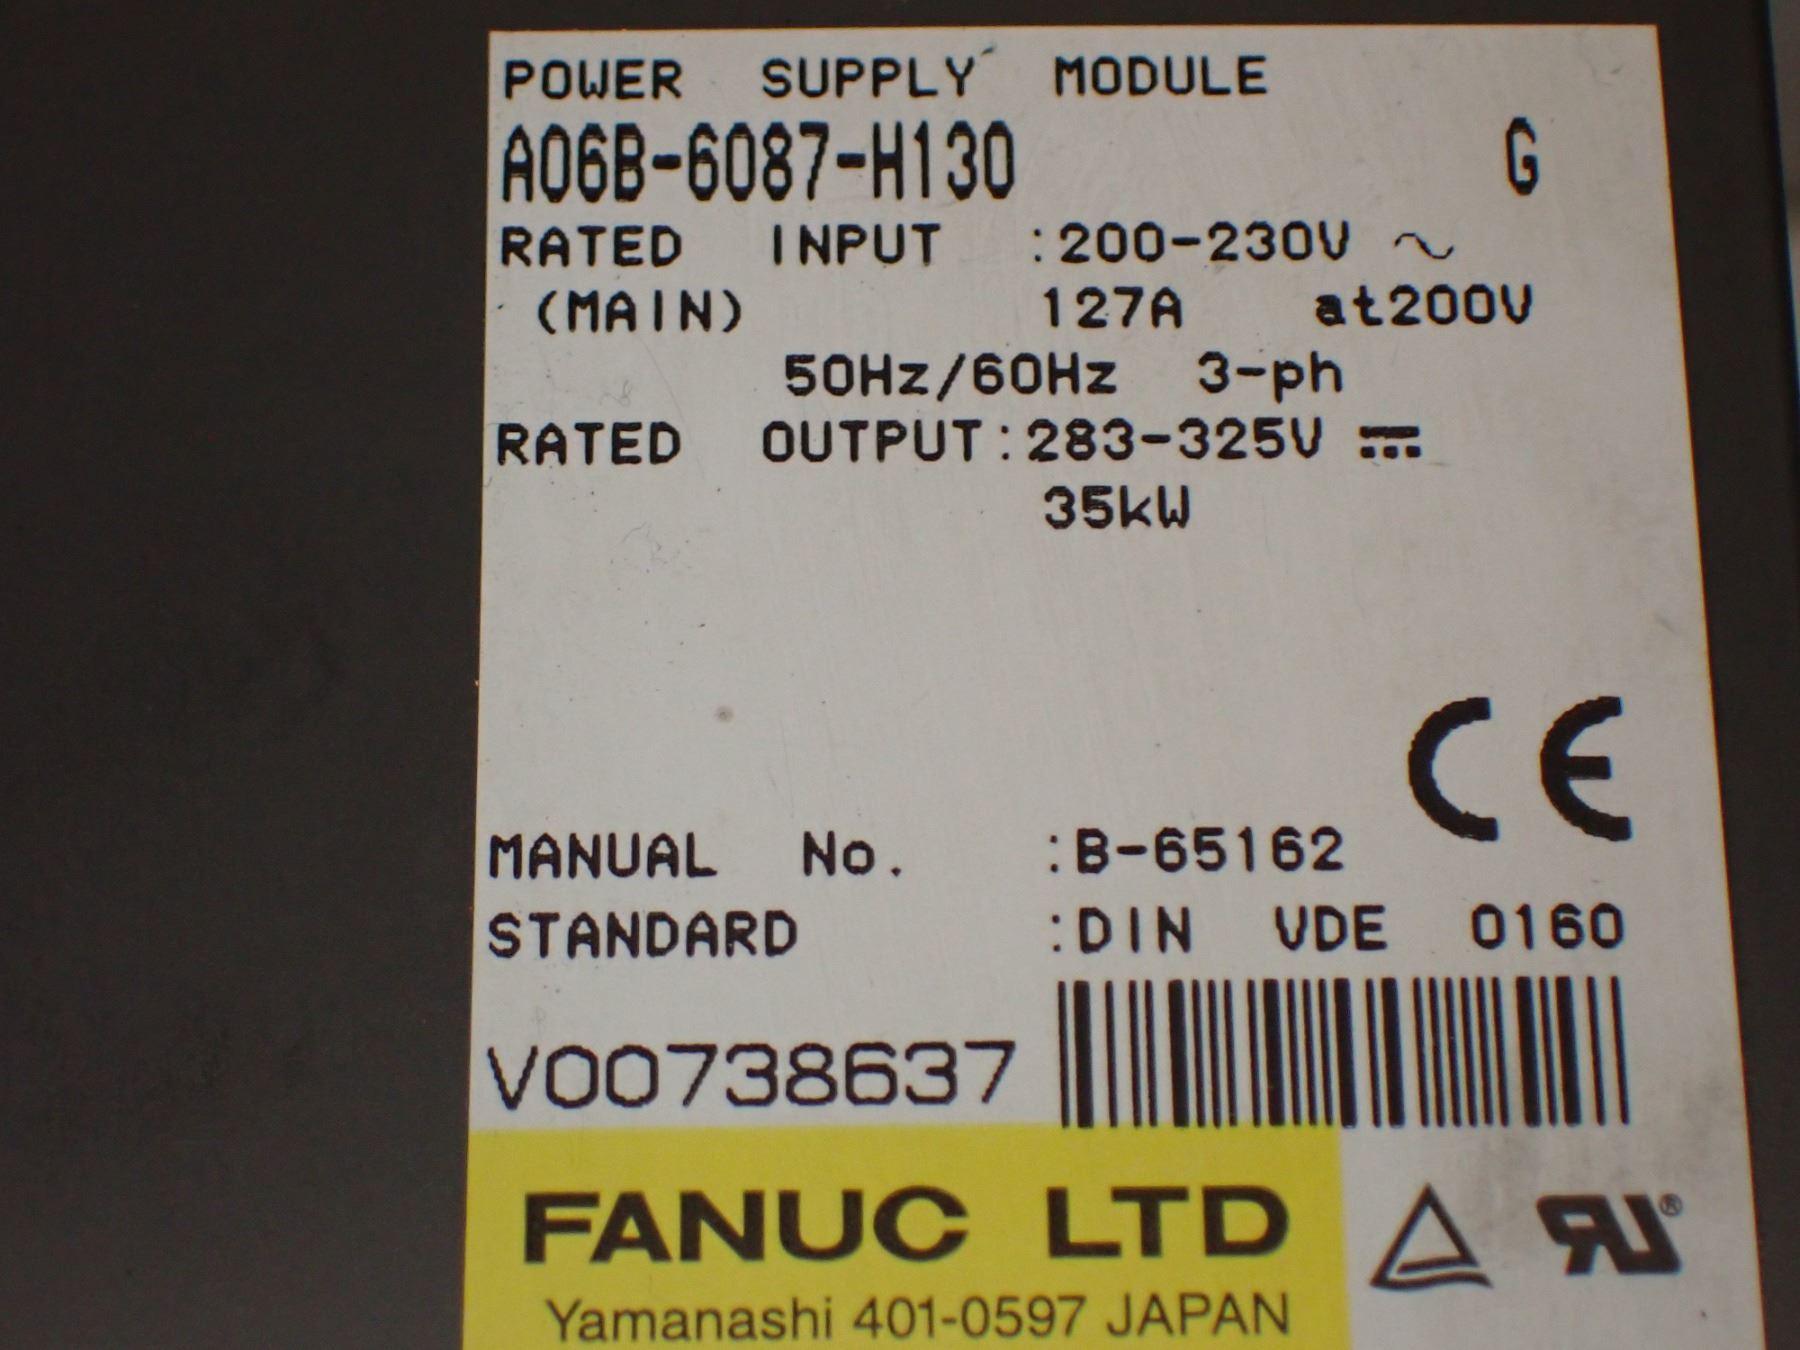 POWER SUPPLY MODULE
A06B-6087-H130 G
RATED INPUT :200-230V ~
(MAIN) 127A at200V
50Hz/60Hz 3-ph
RATED OUTPUT:283-325V ⎓
35kW
CE
MANUAL No. :B-65162
STANDARD :DIN VDE 0160
V00738637
FANUC LTD
Yamanashi 401-0597 JAPAN
RU®